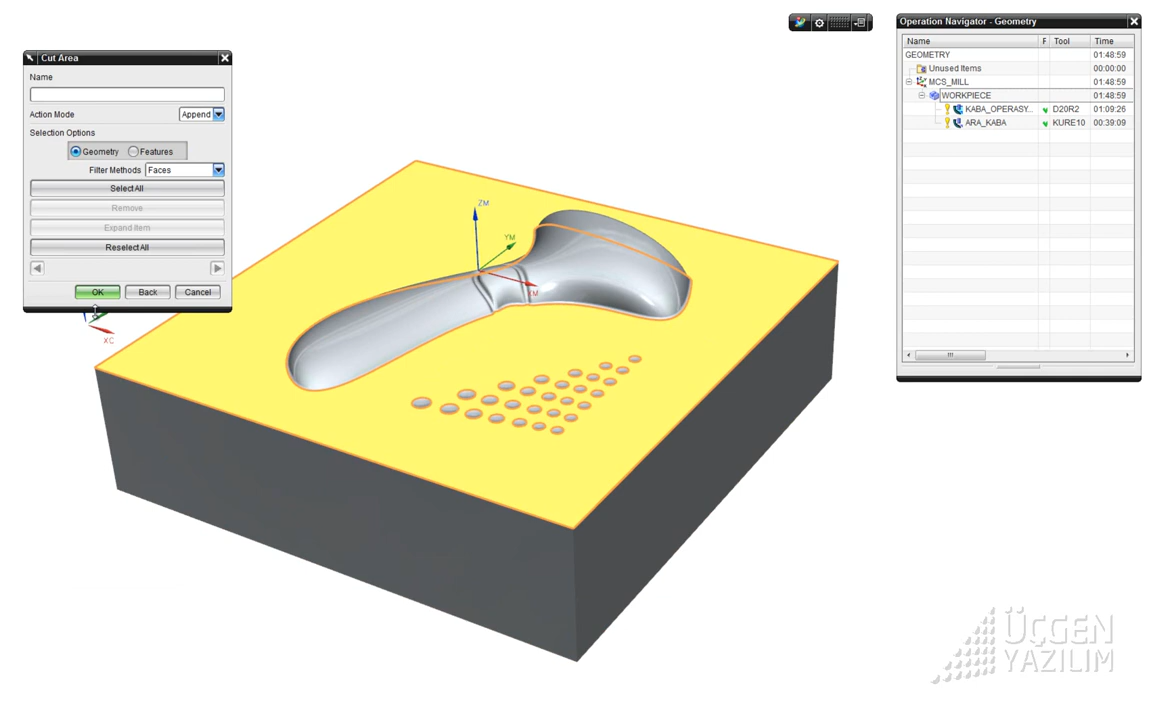 Cut Area
Name
Action Mode Append
Selection Options
Geometry Features
Filter Methods Faces
Select All
Remove
Expand Item
Reselect All
OK Back Cancel
XC
ZM
YM
XM
Operation Navigator - Geometry
Name F Tool Time
GEOMETRY 01:48:59
Unused Items 00:00:00
MCS_MILL 01:48:59
WORKPIECE 01:48:59
KABA_OPERASY... D20R2 01:09:26
ARA_KABA KURE10 00:39:09
ÜÇGEN
YAZILIM